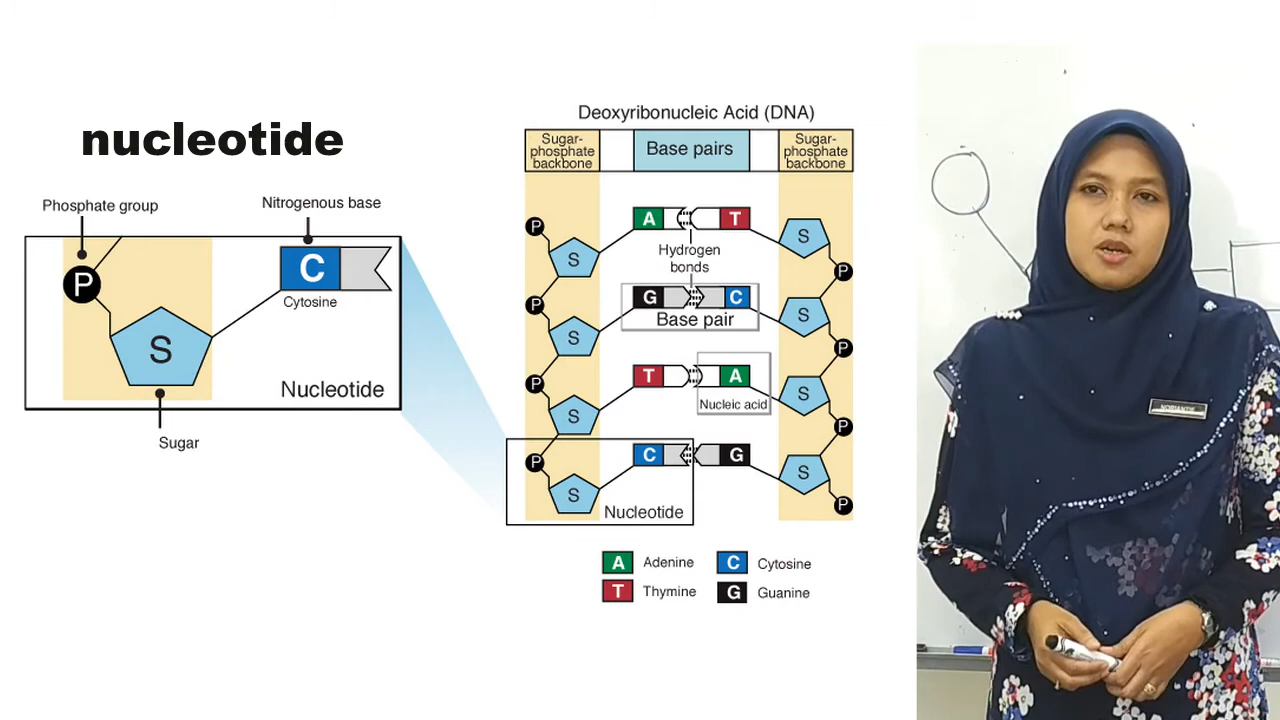 nucleotide
Phosphate group
Nitrogenous base
P
C
Cytosine
S
Nucleotide
Sugar
Deoxyribonucleic Acid (DNA)
Sugar-
phosphate
backbone
Base pairs
Sugar-
phosphate
backbone
P
A
T
S
S
Hydrogen
bonds
P
P
G
C
Base pair
S
S
P
P
T
A
Nucleic acid
S
S
P
P
C
G
S
S
Nucleotide
P
A Adenine
C Cytosine
T Thymine
G Guanine